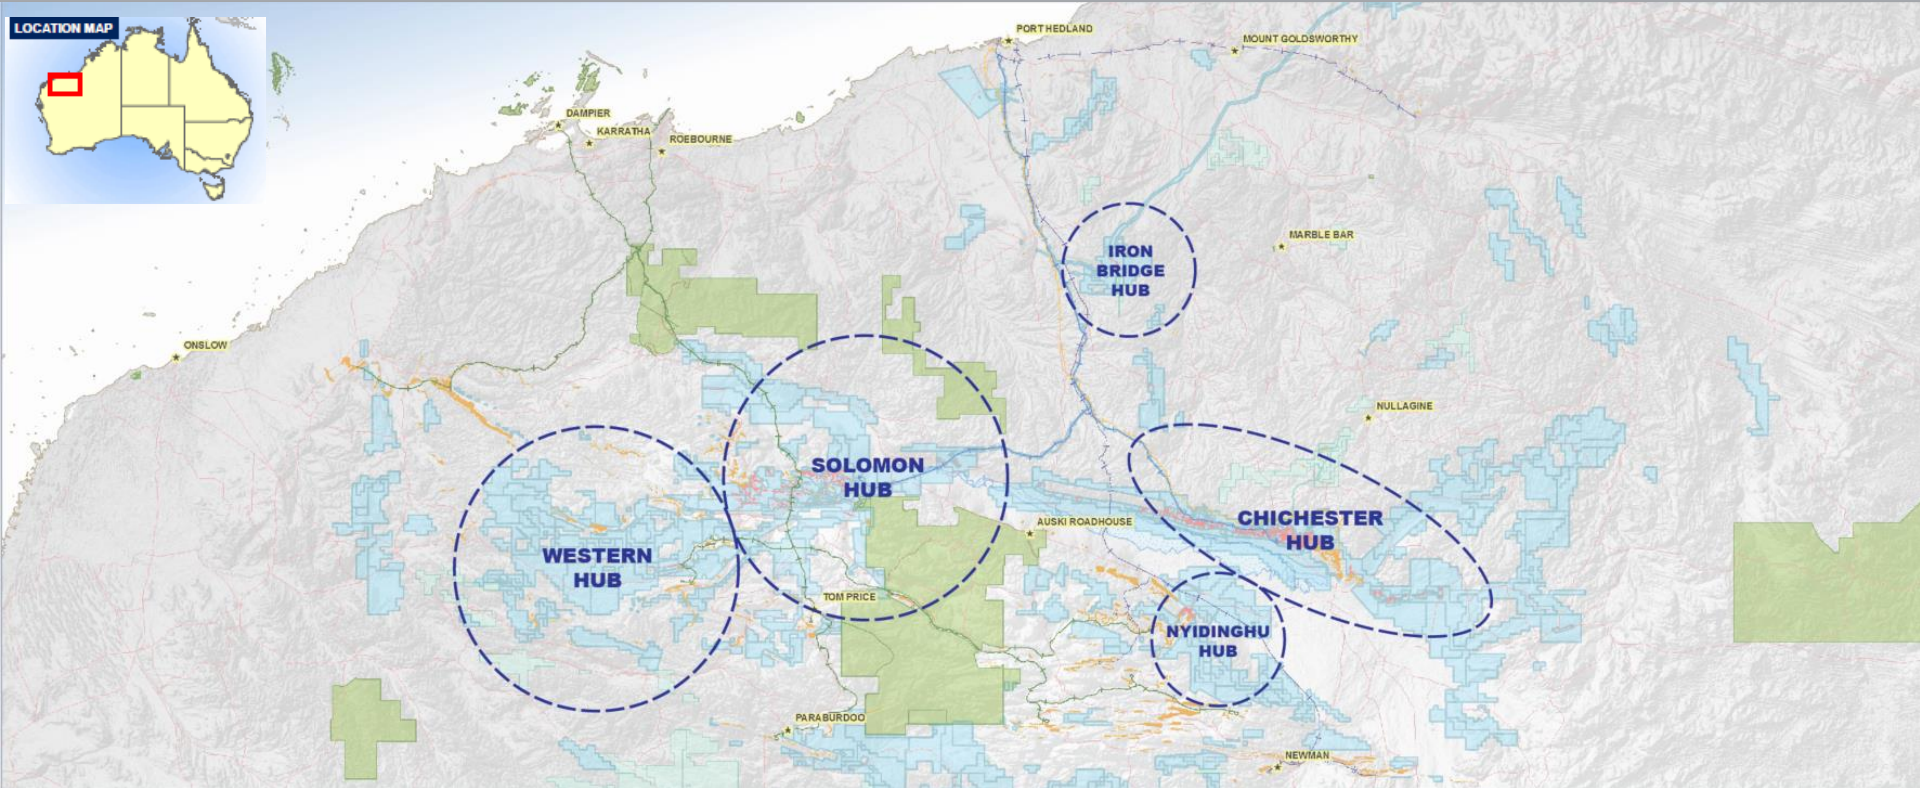 LOCATION MAP
PORT HEDLAND
MOUNT GOLDSWORTHY
DAMPIER
KARRATHA
ROEBOURNE
MARBLE BAR
IRON
BRIDGE
HUB
ONSLOW
NULLAGINE
SOLOMON
HUB
AUSKI ROADHOUSE
CHICHESTER
HUB
WESTERN
HUB
TOM PRICE
NYIDINGHU
HUB
PARABURDOO
NEWMAN